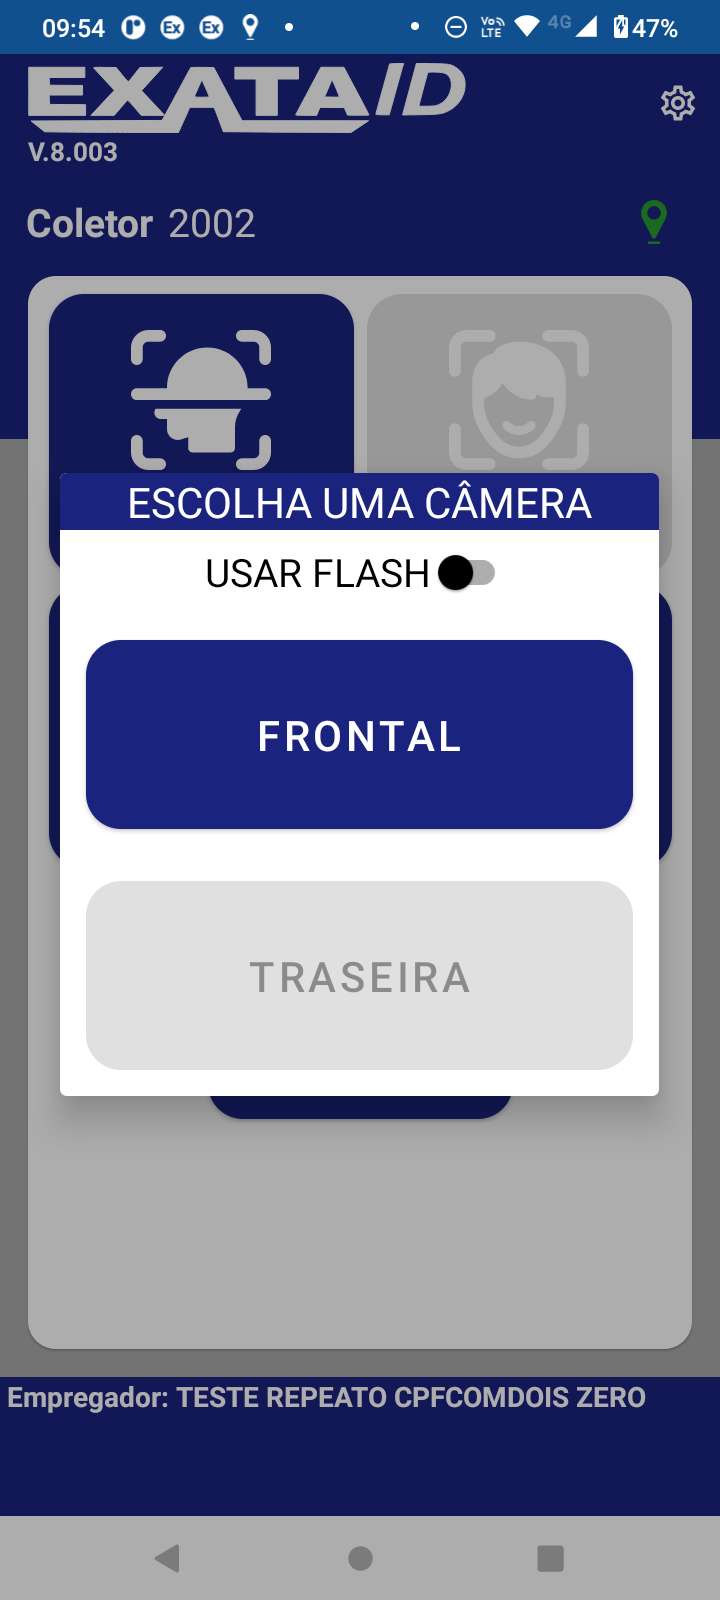 09:54 Ex Ex Vo LTE 4G 47%
EXATA ID
V.8.003
Coletor 2002
ESCOLHA UMA CÂMERA
USAR FLASH
FRONTAL
TRASEIRA
Empregador: TESTE REPEATO CPFCOMDOIS ZERO